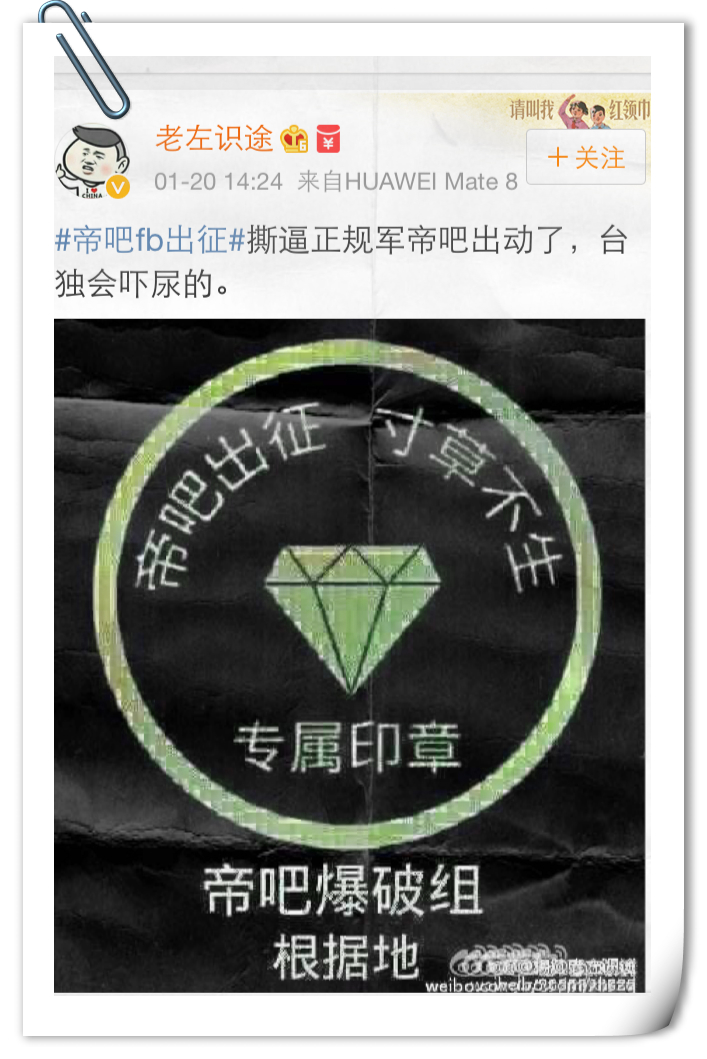 请叫我 红领巾
老左识途
+关注
01-20 14:24 来自HUAWEI Mate 8
I ♥
CHINA
#帝吧fb出征#撕逼正规军帝吧出动了，台
独会吓尿的。
帝吧出征 寸草不生
专属印章
帝吧爆破组
根据地